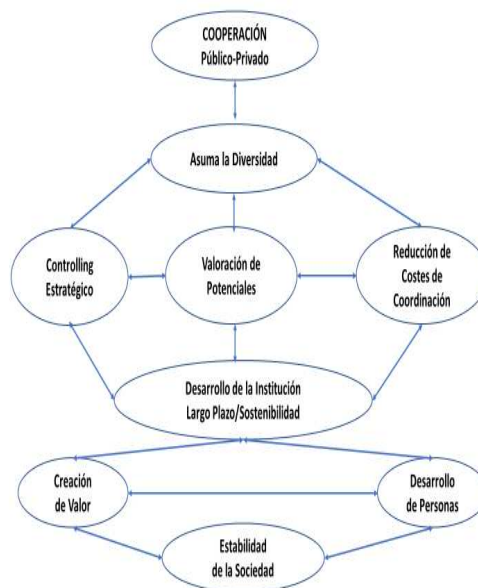 COOPERACIÓN
Público-Privado
Asuma la Diversidad
Controlling
Estratégico
Valoración de
Potenciales
Reducción de
Costes de
Coordinación
Desarrollo de la Institución
Largo Plazo/Sostenibilidad
Creación
de Valor
Desarrollo
de Personas
Estabilidad
de la Sociedad